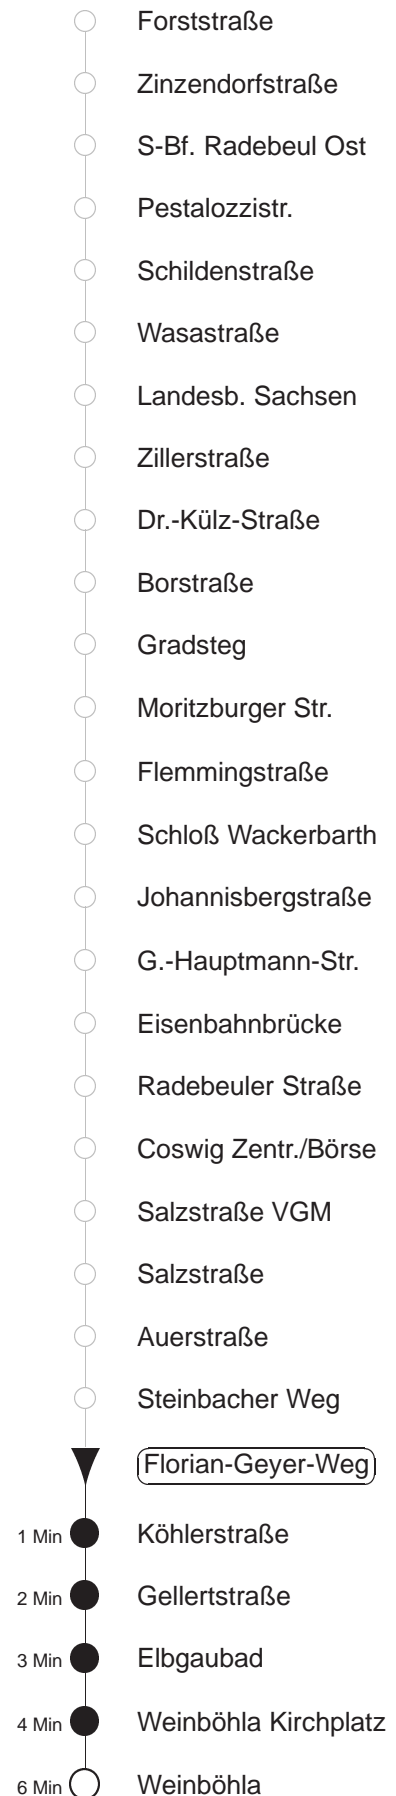 Forststraße
Zinzendorfstraße
S-Bf. Radebeul Ost
Pestalozzistr.
Schildenstraße
Wasastraße
Landesb. Sachsen
Zillerstraße
Dr.-Külz-Straße
Borstraße
Gradsteg
Moritzburger Str.
Flemmingstraße
Schloß Wackerbarth
Johannisbergstraße
G.-Hauptmann-Str.
Eisenbahnbrücke
Radebeuler Straße
Coswig Zentr./Börse
Salzstraße VGM
Salzstraße
Auerstraße
Steinbacher Weg
Florian-Geyer-Weg
1 Min Köhlerstraße
2 Min Gellertstraße
3 Min Elbgaubad
4 Min Weinböhla Kirchplatz
6 Min Weinböhla